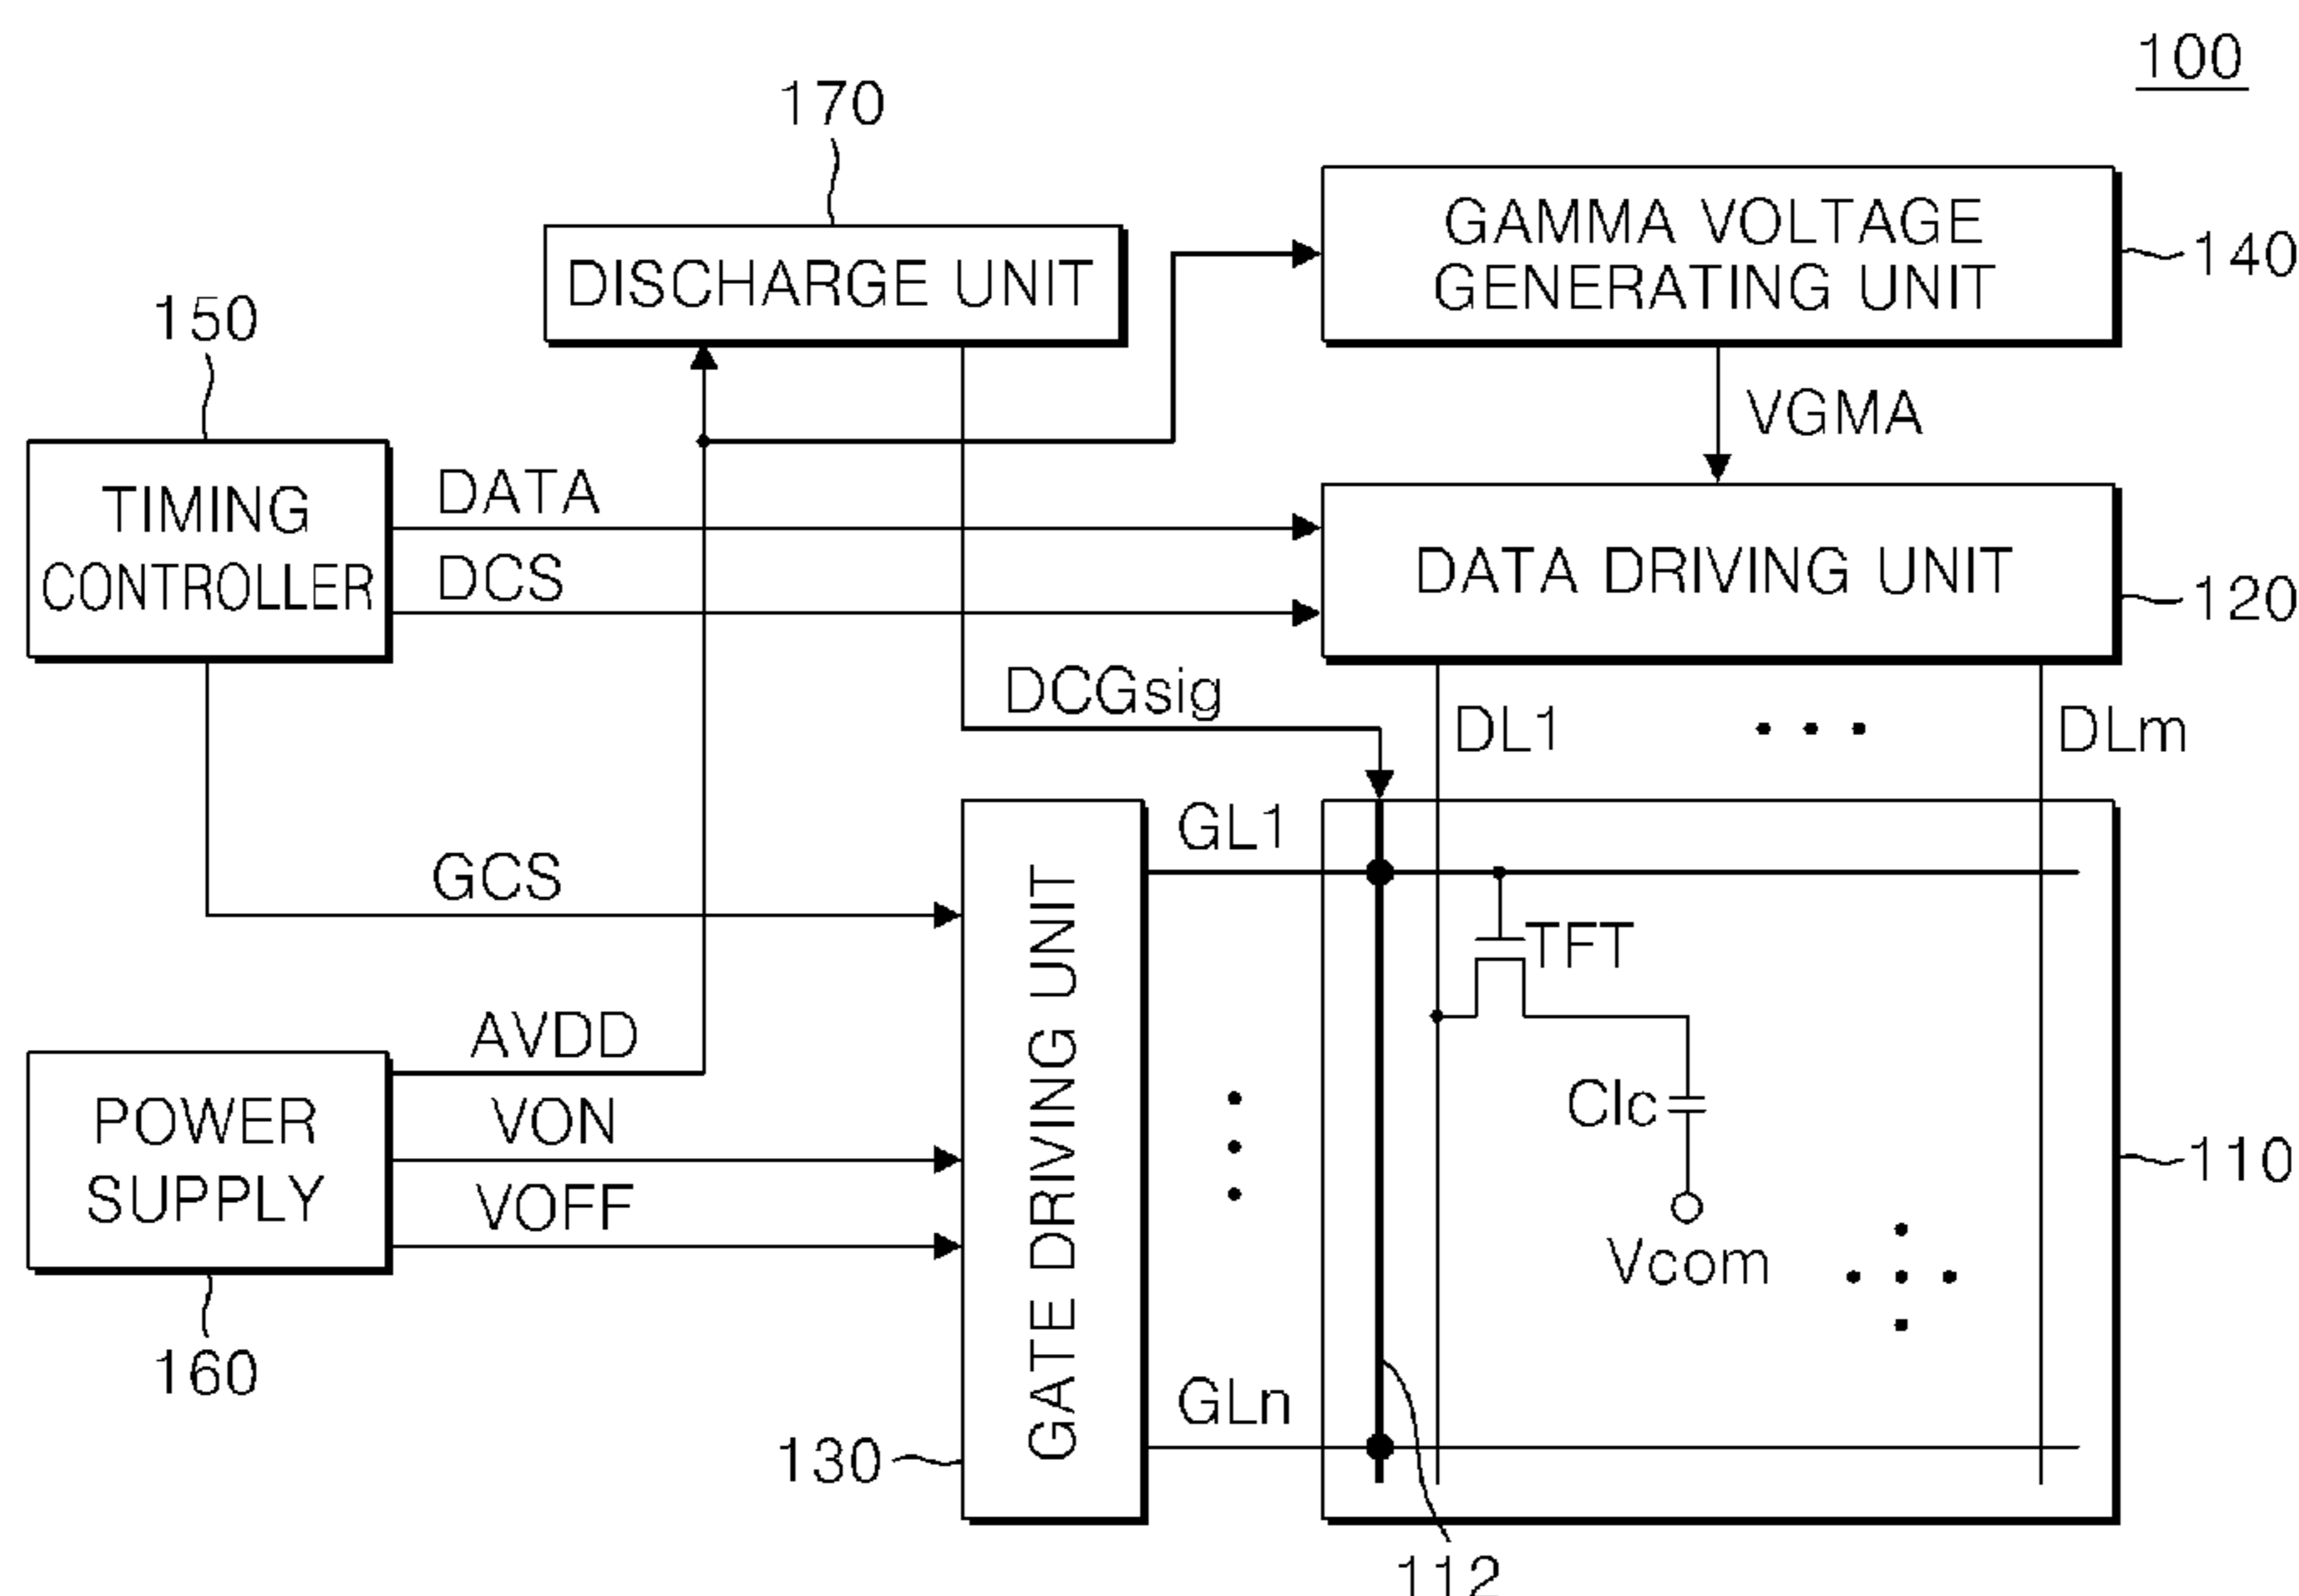 100
170
DISCHARGE UNIT
GAMMA VOLTAGE
GENERATING UNIT
140
150
VGMA
TIMING
CONTROLLER
DATA
DCS
DATA DRIVING UNIT
120
DCGsig
DL1
DLm
GL1
GCS
GATE DRIVING UNIT
TFT
AVDD
POWER
SUPPLY
VON
VOFF
Clc
110
Vcom
160
GLn
130
112